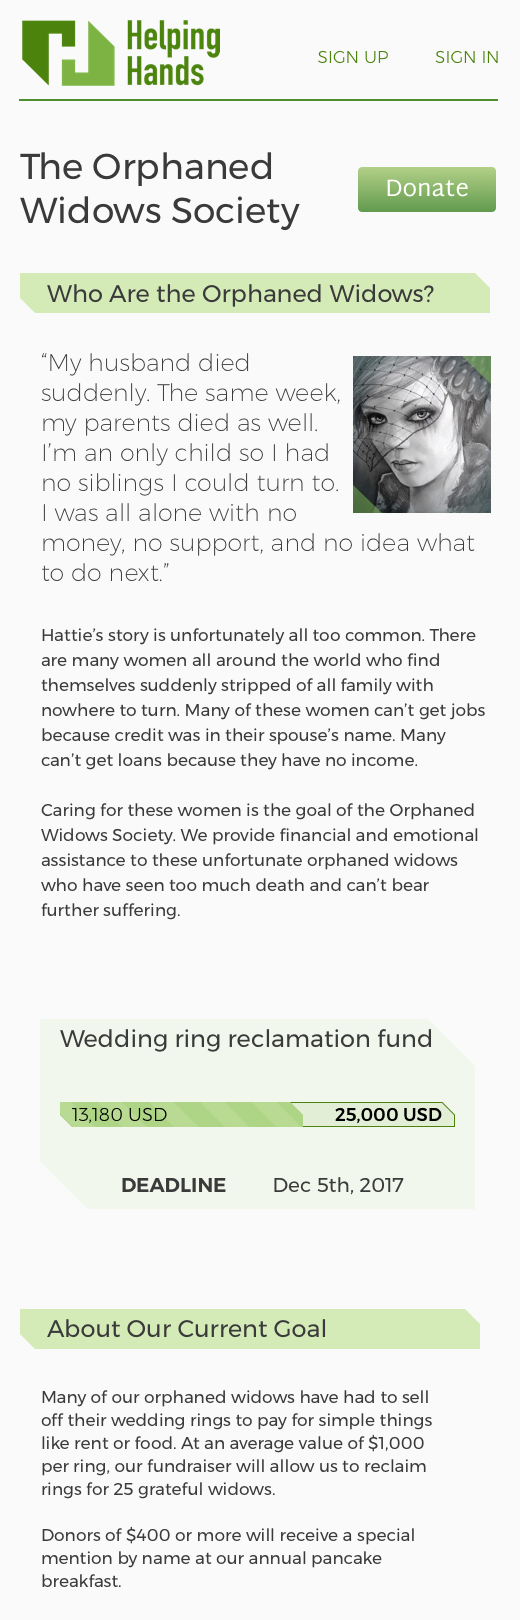 Helping
Hands
SIGN UP
SIGN IN
The Orphaned
Widows Society
Donate
Who Are the Orphaned Widows?
“My husband died
suddenly. The same week,
my parents died as well.
I’m an only child so I had
no siblings I could turn to.
I was all alone with no
money, no support, and no idea what
to do next.”
Hattie’s story is unfortunately all too common. There
are many women all around the world who find
themselves suddenly stripped of all family with
nowhere to turn. Many of these women can’t get jobs
because credit was in their spouse’s name. Many
can’t get loans because they have no income.
Caring for these women is the goal of the Orphaned
Widows Society. We provide financial and emotional
assistance to these unfortunate orphaned widows
who have seen too much death and can’t bear
further suffering.
Wedding ring reclamation fund
13,180 USD
25,000 USD
DEADLINE
Dec 5th, 2017
About Our Current Goal
Many of our orphaned widows have had to sell
off their wedding rings to pay for simple things
like rent or food. At an average value of $1,000
per ring, our fundraiser will allow us to reclaim
rings for 25 grateful widows.
Donors of $400 or more will receive a special
mention by name at our annual pancake
breakfast.